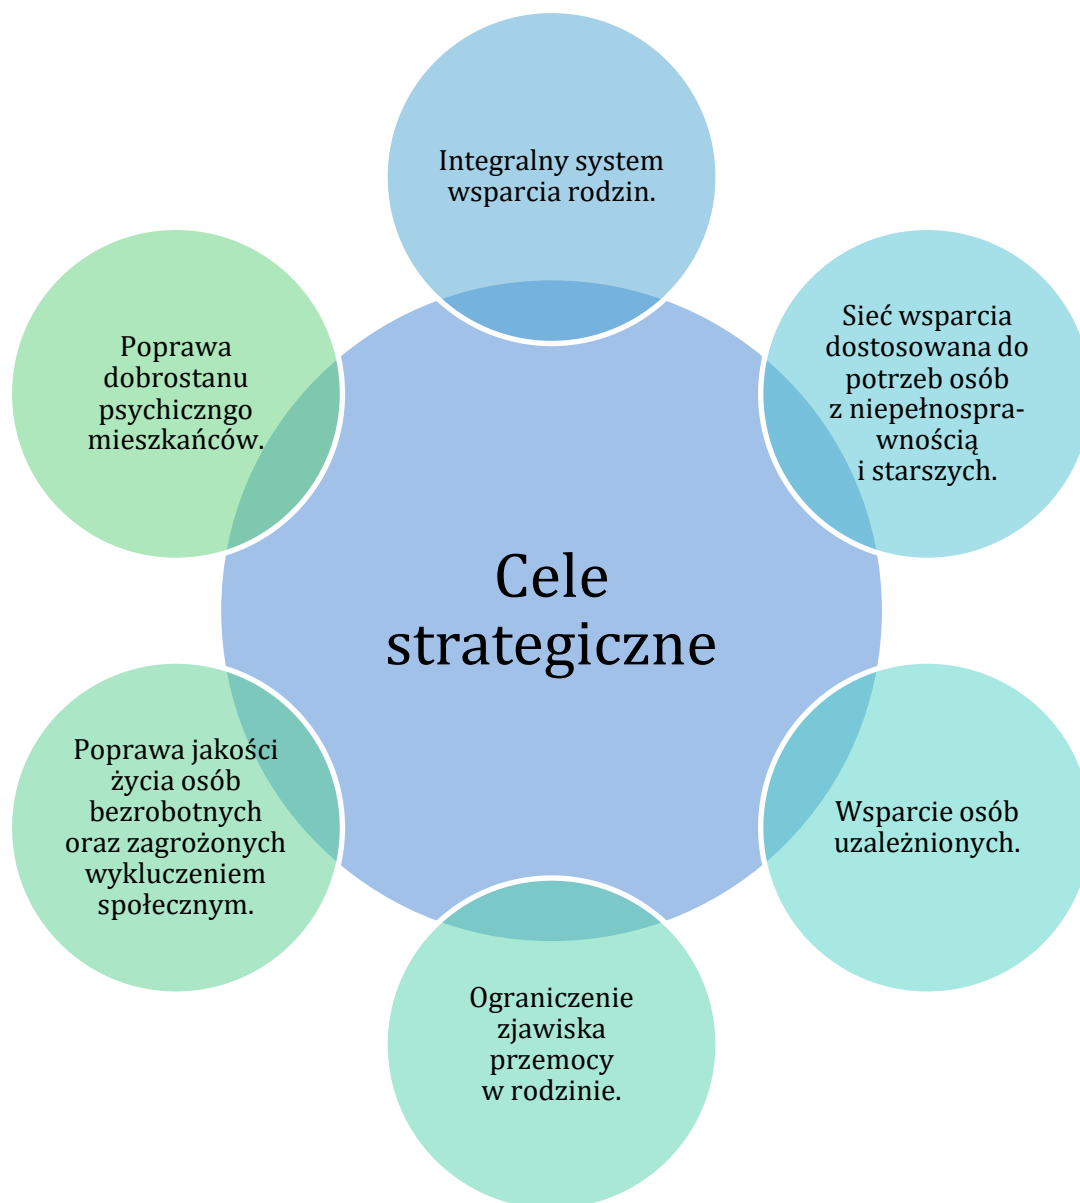 Integralny system
wsparcia rodzin.
Sieć wsparcia
dostosowana do
potrzeb osób
z niepełnospra-
wnością
i starszych.
Wsparcie osób
uzależnionych.
Ograniczenie
zjawiska
przemocy
w rodzinie.
Poprawa jakości
życia osób
bezrobotnych
oraz zagrożonych
wykluczeniem
społecznym.
Poprawa
dobrostanu
psychiczngo
mieszkańców.
Cele
strategiczne